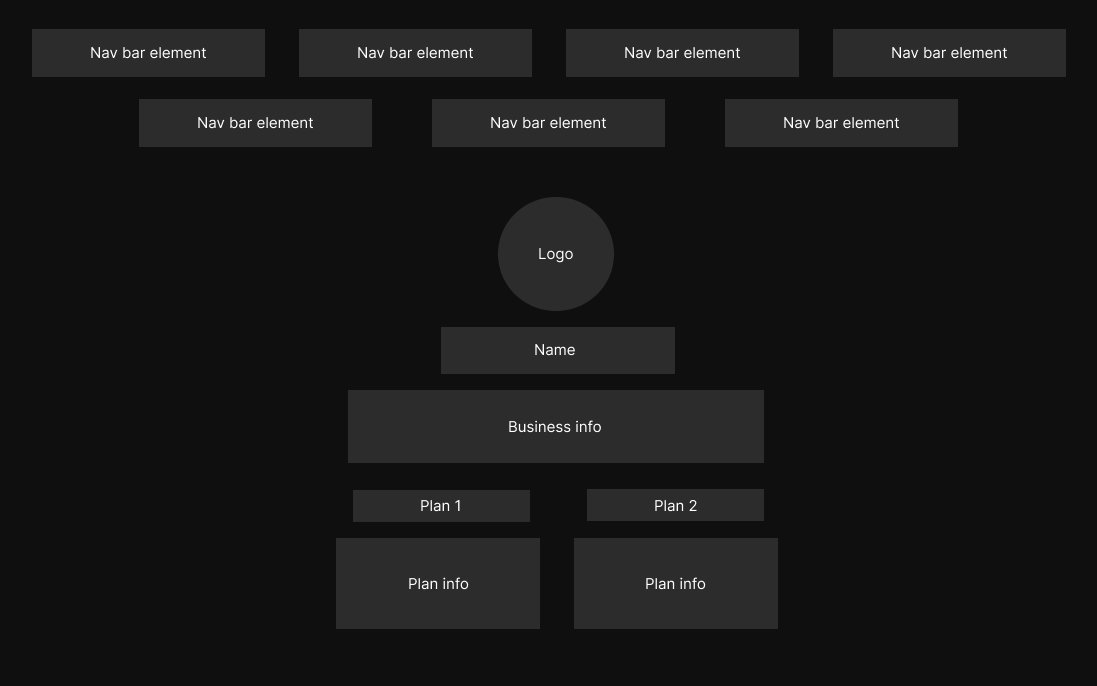 Nav bar element
Nav bar element
Nav bar element
Nav bar element
Nav bar element
Nav bar element
Nav bar element
Logo
Name
Business info
Plan 1
Plan 2
Plan info
Plan info